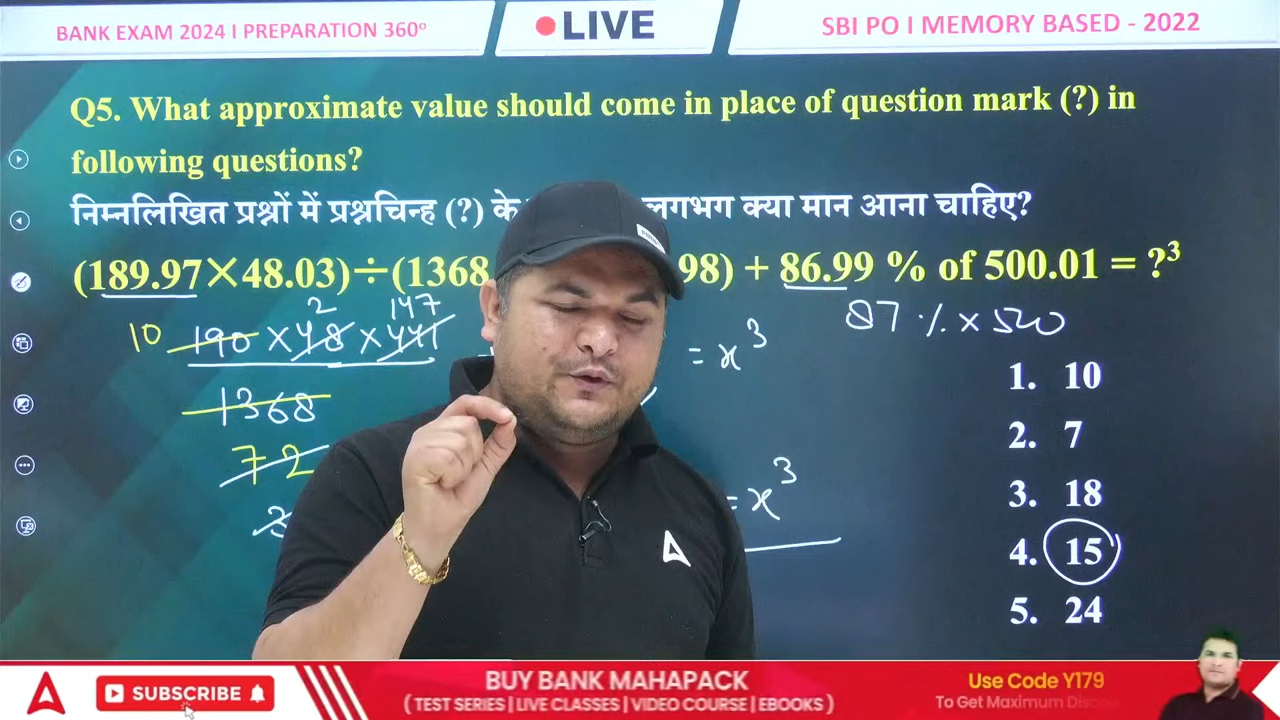 BANK EXAM 2024 I PREPARATION 360º
LIVE
SBI PO I MEMORY BASED - 2022
Q5. What approximate value should come in place of question mark (?) in
following questions?
निम्नलिखित प्रश्नों में प्रश्नचिन्ह (?) के लगभग क्या मान आना चाहिए?
(189.97×48.03)÷(1368 98) + 86.99 % of 500.01 = ?³
2 147
10 190 × 48 × 441 = x³
87 % × 500
1368
72
= x³
1. 10
2. 7
3. 18
4. 15
5. 24
SUBSCRIBE
BUY BANK MAHAPACK
( TEST SERIES | LIVE CLASSES | VIDEO COURSE | EBOOKS )
Use Code Y179
To Get Maximum